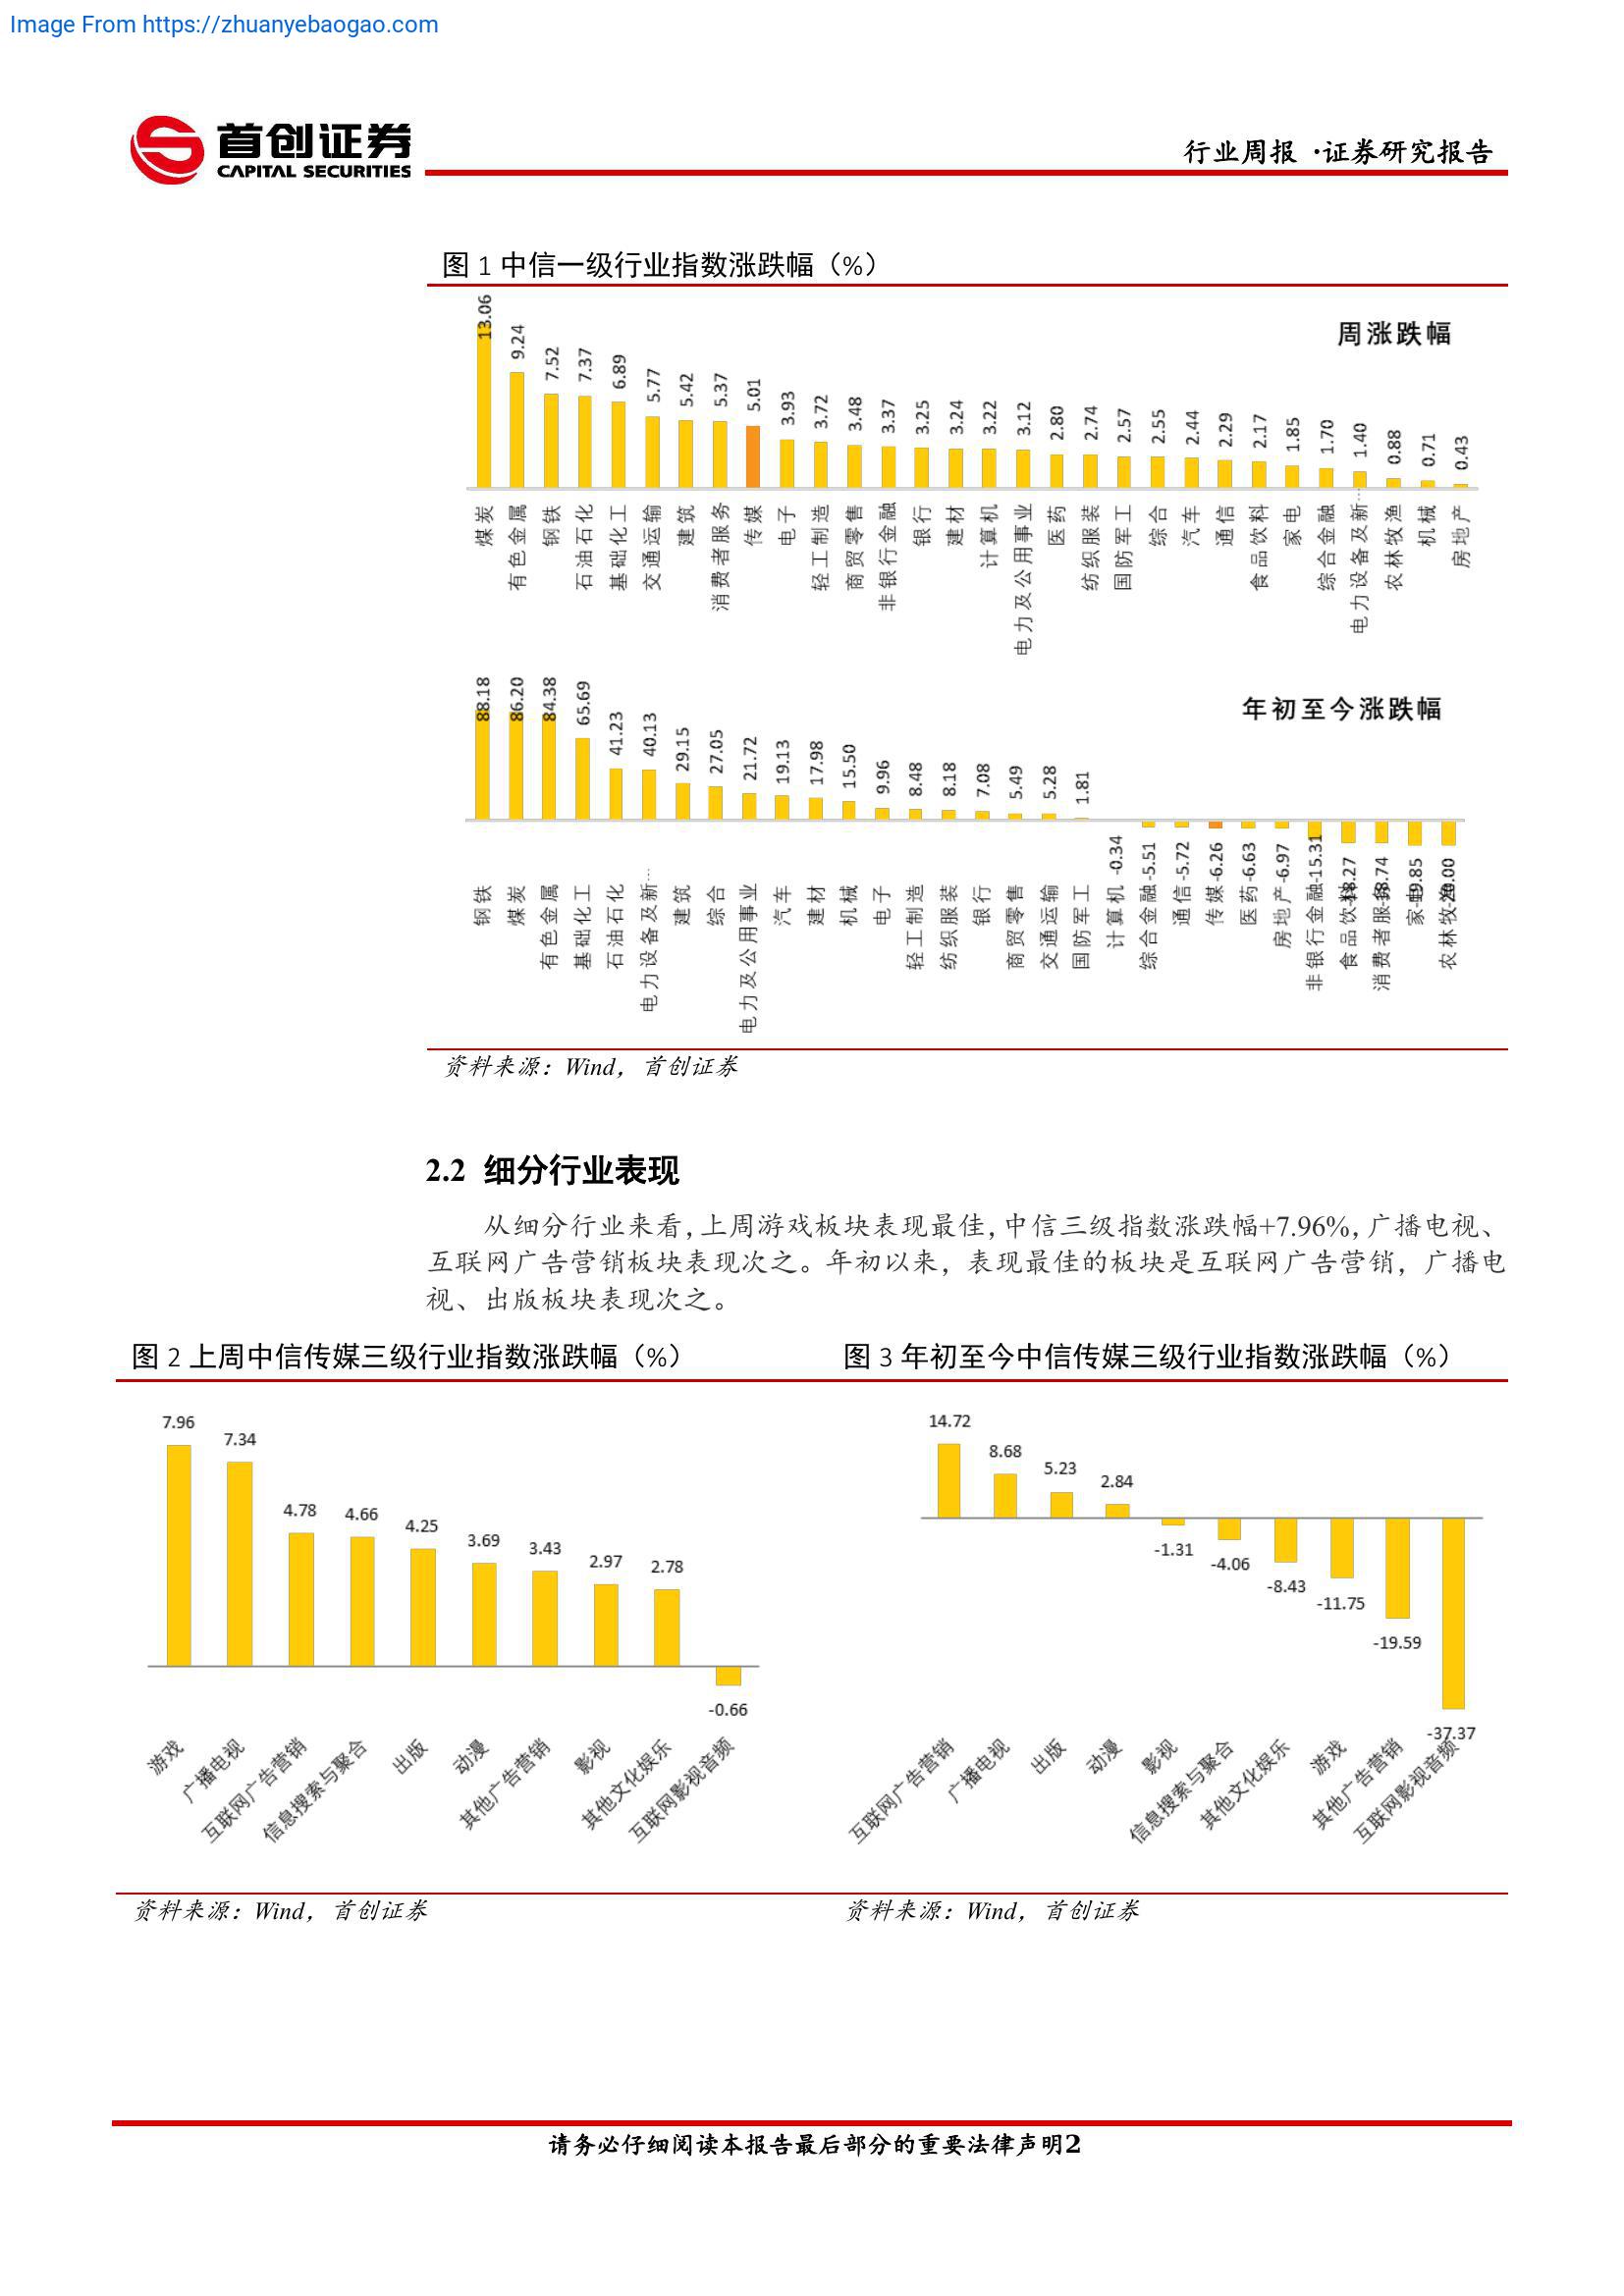 Image From https://zhuanyebaogao.com
首创证券
CAPITAL SECURITIES
行业周报 ·证券研究报告
图 1 中信一级行业指数涨跌幅（%）
周涨跌幅
13.06 9.24 7.52 7.37 6.89 5.77 5.42 5.37 5.01 3.93 3.72 3.48 3.37 3.25 3.24 3.22 3.12 2.80 2.74 2.57 2.55 2.44 2.29 2.17 1.85 1.70 1.40 0.88 0.71 0.43
煤炭 有色金属 钢铁 石油石化 基础化工 交通运输 建筑 消费者服务 传媒 电子 轻工制造 商贸零售 非银行金融 银行 建材 计算机 电力及公用事业 医药 纺织服装 国防军工 综合 汽车 通信 食品饮料 家电 综合金融 电力设备及新… 农林牧渔 机械 房地产
年初至今涨跌幅
88.18 86.20 84.38 65.69 41.23 40.13 29.15 27.05 21.72 19.13 17.98 15.50 9.96 8.48 8.18 7.08 5.49 5.28 1.81 -0.34 -5.51 -5.72 -6.26 -6.63 -6.97 -15.31 -18.27 -18.74 -19.85 -20.00
钢铁 煤炭 有色金属 基础化工 石油石化 电力设备及新… 建筑 综合 电力及公用事业 汽车 建材 机械 电子 轻工制造 纺织服装 银行 商贸零售 交通运输 国防军工 计算机 综合金融 通信 传媒 医药 房地产 非银行金融 食品饮料 消费者服务 家电 农林牧渔
资料来源：Wind，首创证券
2.2 细分行业表现
从细分行业来看，上周游戏板块表现最佳，中信三级指数涨跌幅+7.96%，广播电视、
互联网广告营销板块表现次之。年初以来，表现最佳的板块是互联网广告营销，广播电
视、出版板块表现次之。
图 2 上周中信传媒三级行业指数涨跌幅（%）
7.96 7.34 4.78 4.66 4.25 3.69 3.43 2.97 2.78 -0.66
游戏 广播电视 互联网广告营销 信息搜索与聚合 出版 动漫 其他广告营销 影视 其他文化娱乐 互联网影视音频
资料来源：Wind，首创证券
图 3 年初至今中信传媒三级行业指数涨跌幅（%）
14.72 8.68 5.23 2.84 -1.31 -4.06 -8.43 -11.75 -19.59 -37.37
互联网广告营销 广播电视 出版 动漫 影视 信息搜索与聚合 其他文化娱乐 游戏 其他广告营销 互联网影视音频
资料来源：Wind，首创证券
请务必仔细阅读本报告最后部分的重要法律声明2